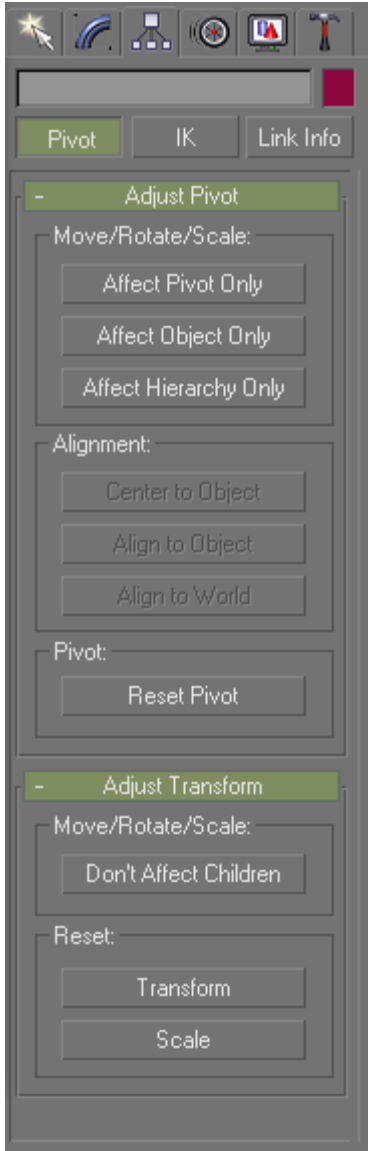 Pivot IK Link Info
- Adjust Pivot
Move/Rotate/Scale:
Affect Pivot Only
Affect Object Only
Affect Hierarchy Only
Alignment:
Center to Object
Align to Object
Align to World
Pivot:
Reset Pivot
- Adjust Transform
Move/Rotate/Scale:
Don't Affect Children
Reset:
Transform
Scale